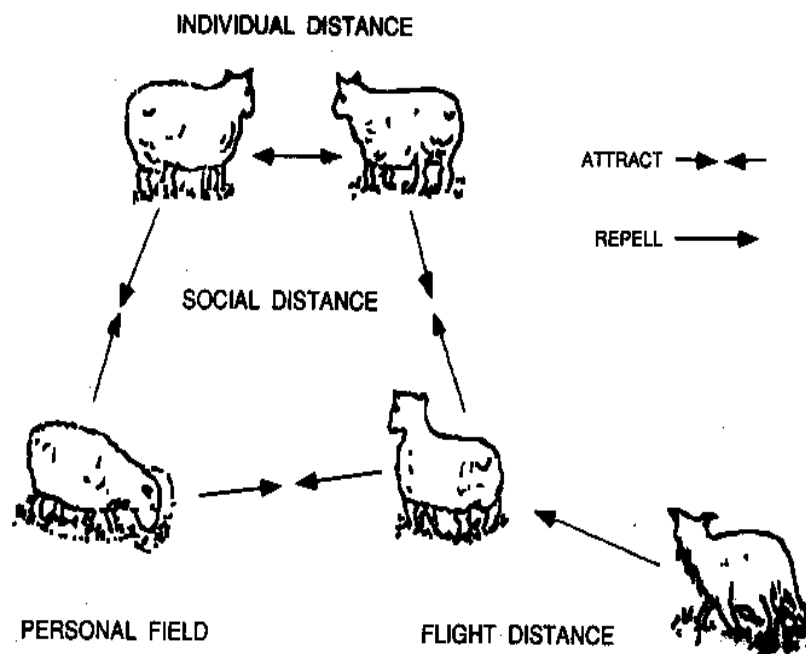 INDIVIDUAL DISTANCE
ATTRACT
REPELL
SOCIAL DISTANCE
PERSONAL FIELD
FLIGHT DISTANCE